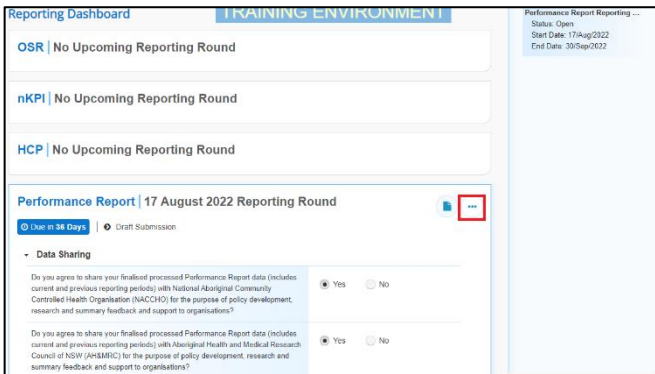 Reporting Dashboard
TRAINING ENVIRONMENT
OSR | No Upcoming Reporting Round
nKPI | No Upcoming Reporting Round
HCP | No Upcoming Reporting Round
Performance Report | 17 August 2022 Reporting Round
Due in 36 Days | Draft Submission
Data Sharing
Do you agree to share your finalised processed Performance Report data (includes
current and previous reporting periods) with National Aboriginal Community
Controlled Health Organisation (NACCHO) for the purpose of policy development,
research and summary feedback and support to organisations?
Yes No
Do you agree to share your finalised processed Performance Report data (includes
current and previous reporting periods) with Aboriginal Health and Medical Research
Council of NSW (AH&MRC) for the purpose of policy development, research and
summary feedback and support to organisations?
Yes No
Performance Report Reporting ...
Status: Open
Start Date: 17/Aug/2022
End Date: 30/Sep/2022